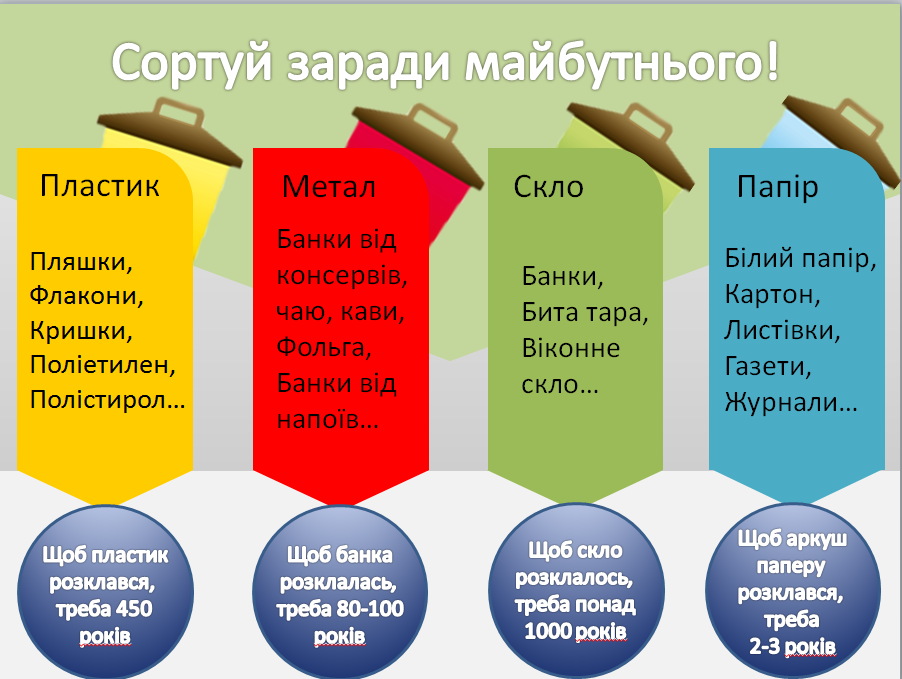 Сортуй заради майбутнього!
Пластик
Пляшки,
Флакони,
Кришки,
Поліетилен,
Полістирол...
Метал
Банки від
консервів,
чаю, кави,
Фольга,
Банки від
напоїв...
Скло
Банки,
Бита тара,
Віконне
скло...
Папір
Білий папір,
Картон,
Листівки,
Газети,
Журнали...
Щоб пластик
розклався,
треба 450
років
Щоб банка
розклалась,
треба 80-100
років
Щоб скло
розклалось,
треба понад
1000 років
Щоб аркуш
паперу
розклався,
треба
2-3 років